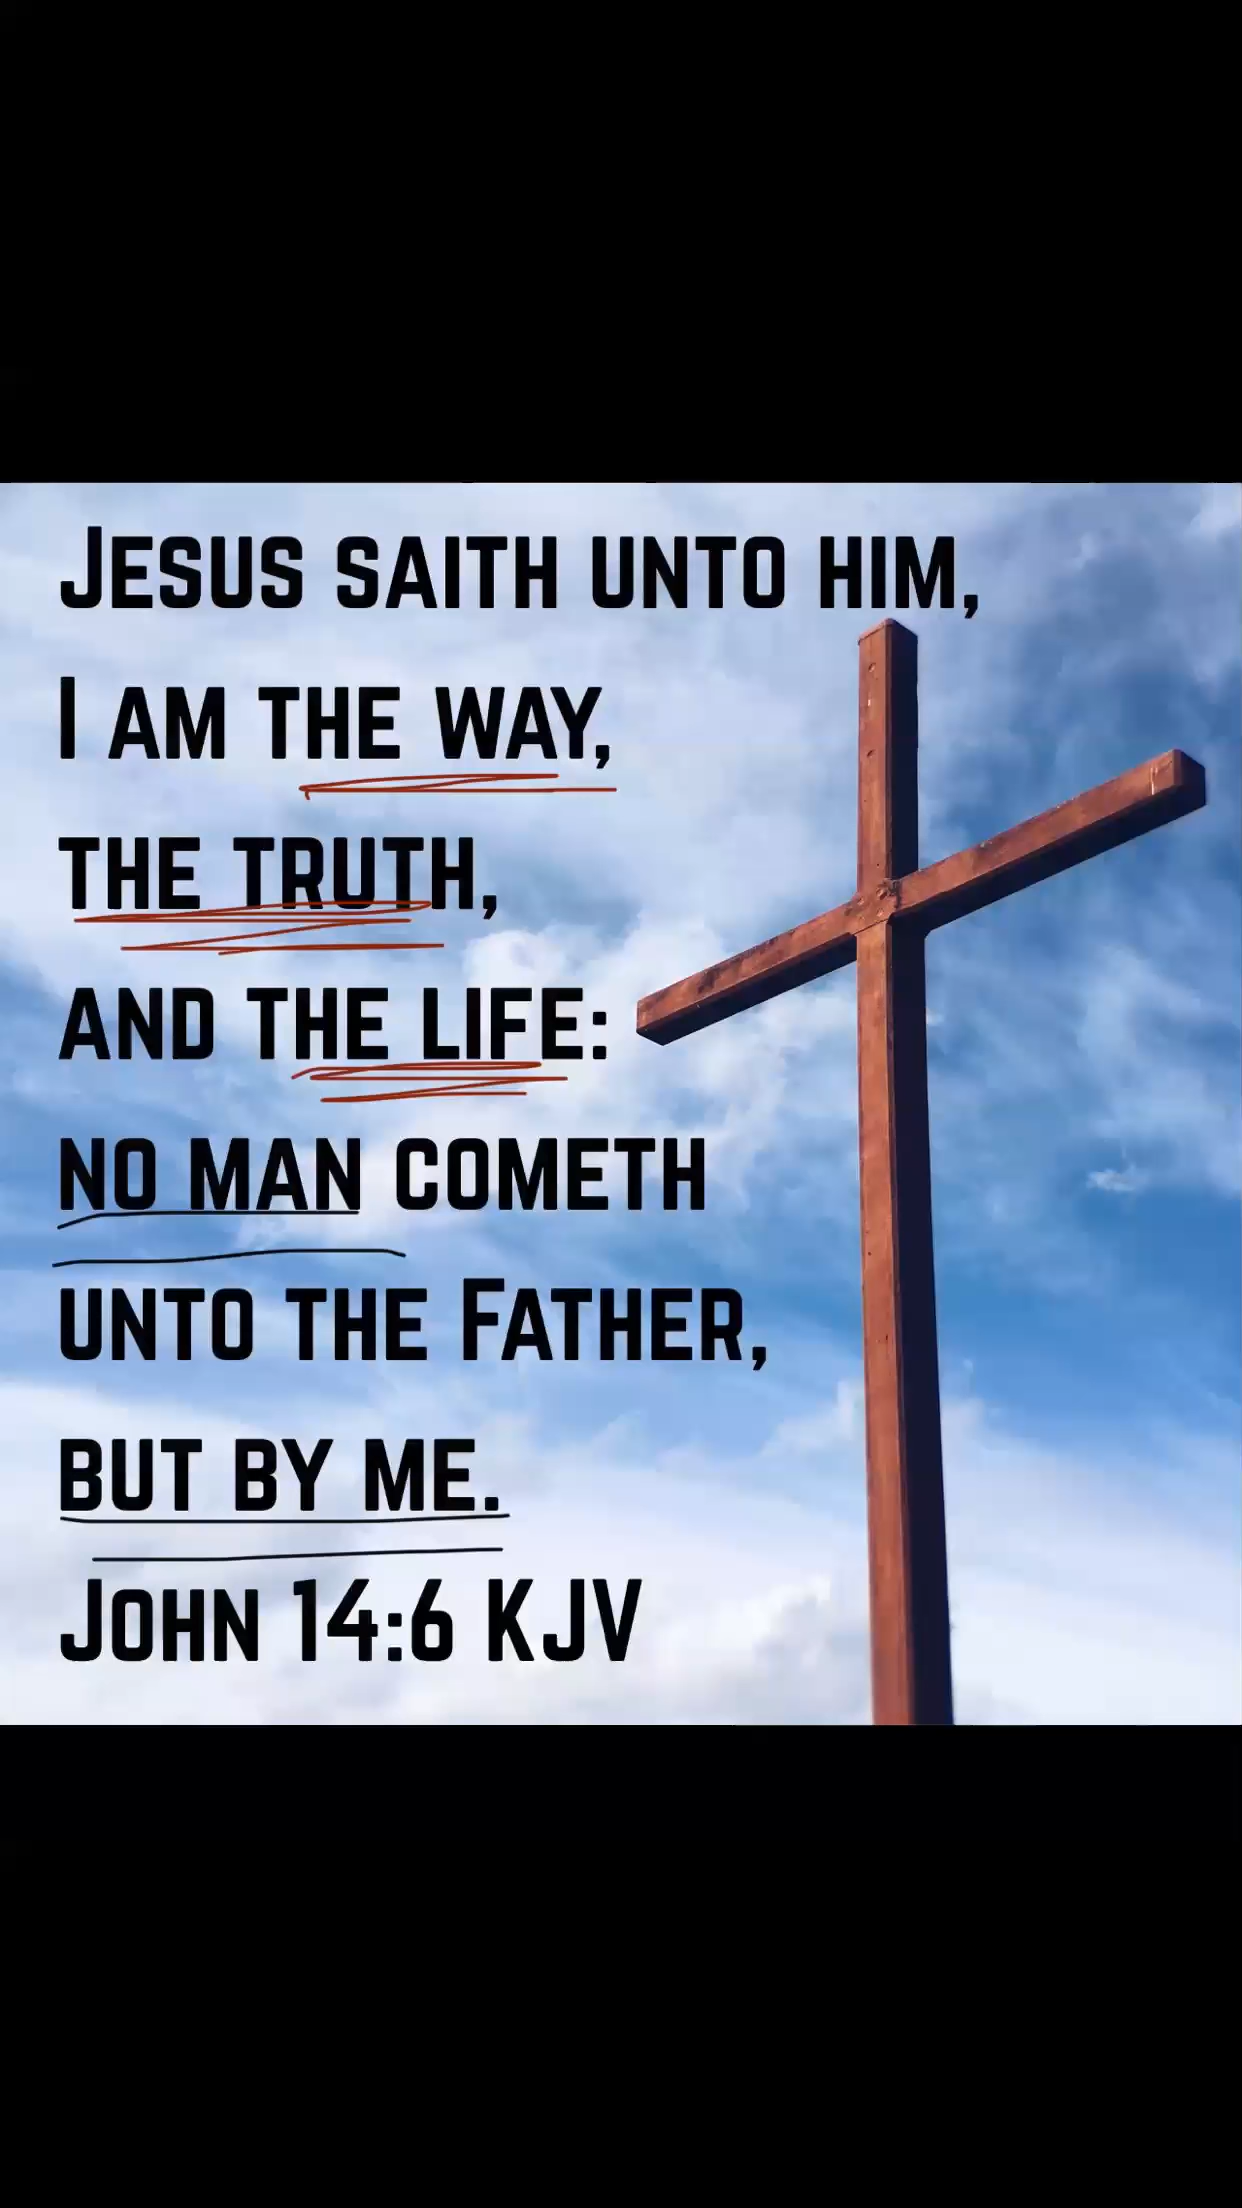 Jesus saith unto him,
I am the way,
the truth,
and the life:
no man cometh
unto the Father,
but by me.
John 14:6 KJV